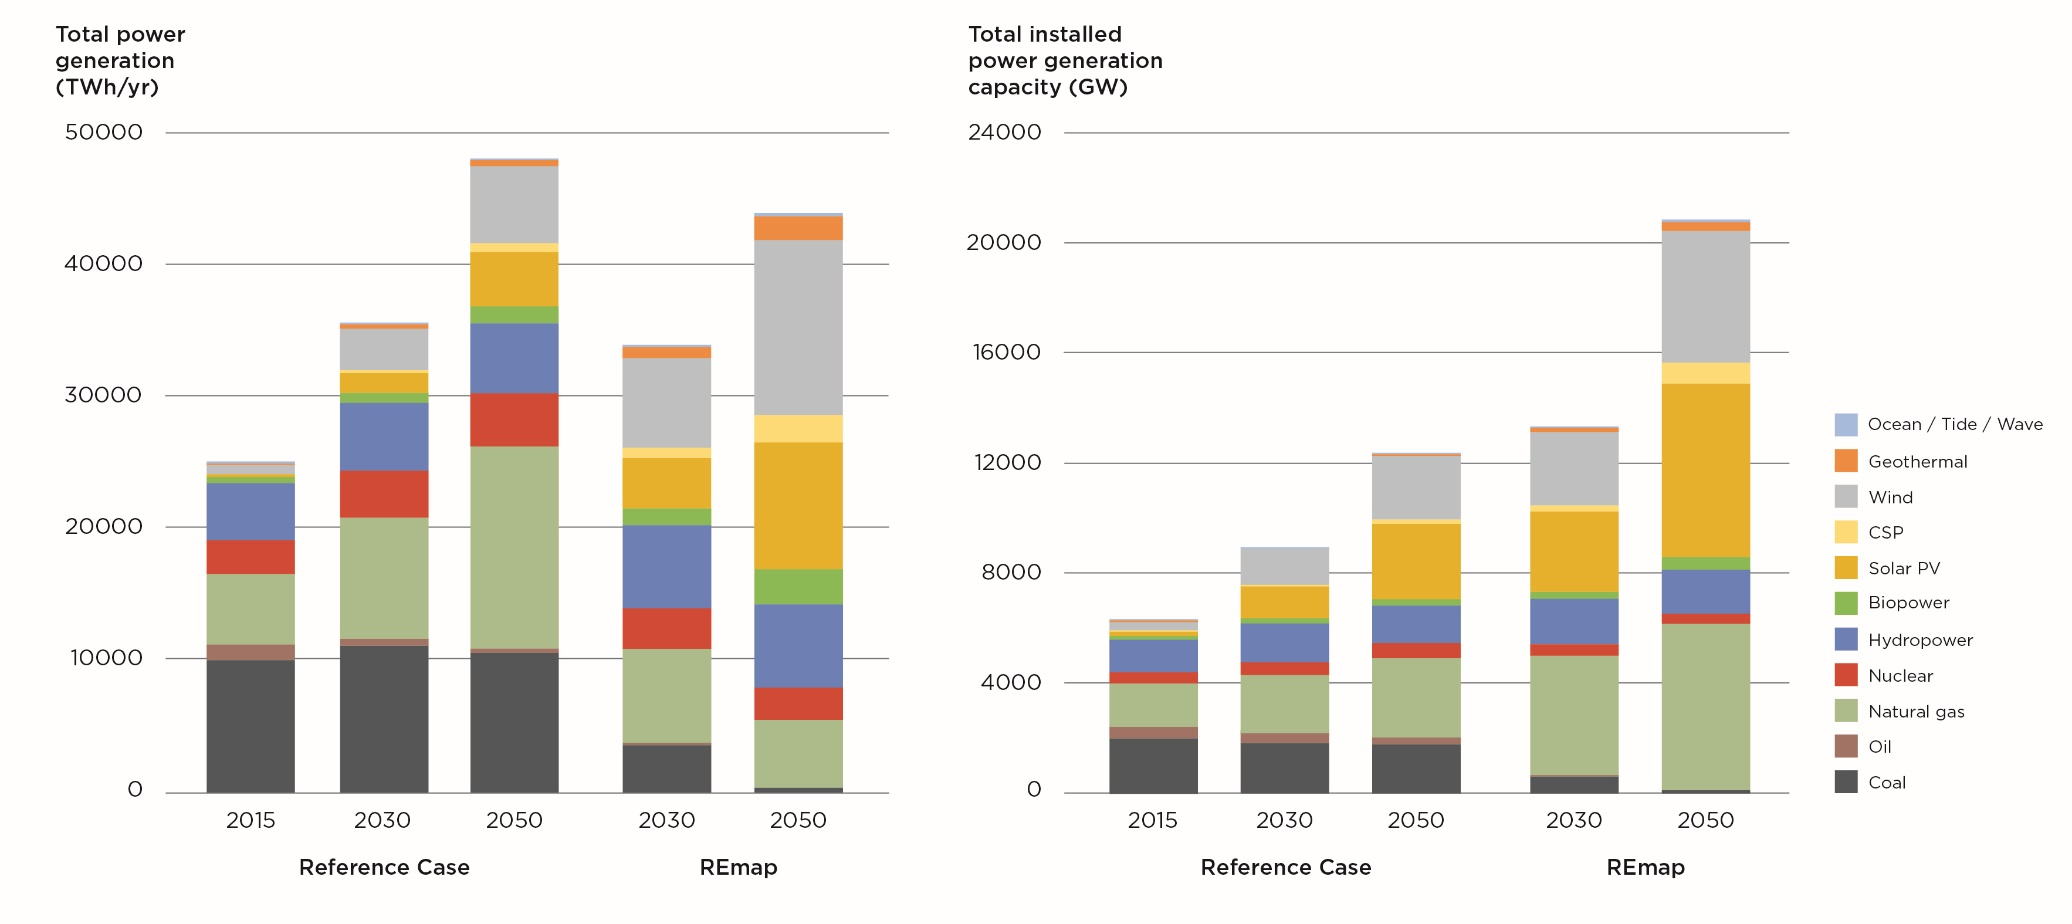 Total power
generation
(TWh/yr)
50000
40000
30000
20000
10000
0
2015
2030
2050
2030
2050
Reference Case
REmap
Total installed
power generation
capacity (GW)
24000
20000
16000
12000
8000
4000
0
2015
2030
2050
2030
2050
Reference Case
REmap
Ocean / Tide / Wave
Geothermal
Wind
CSP
Solar PV
Biopower
Hydropower
Nuclear
Natural gas
Oil
Coal